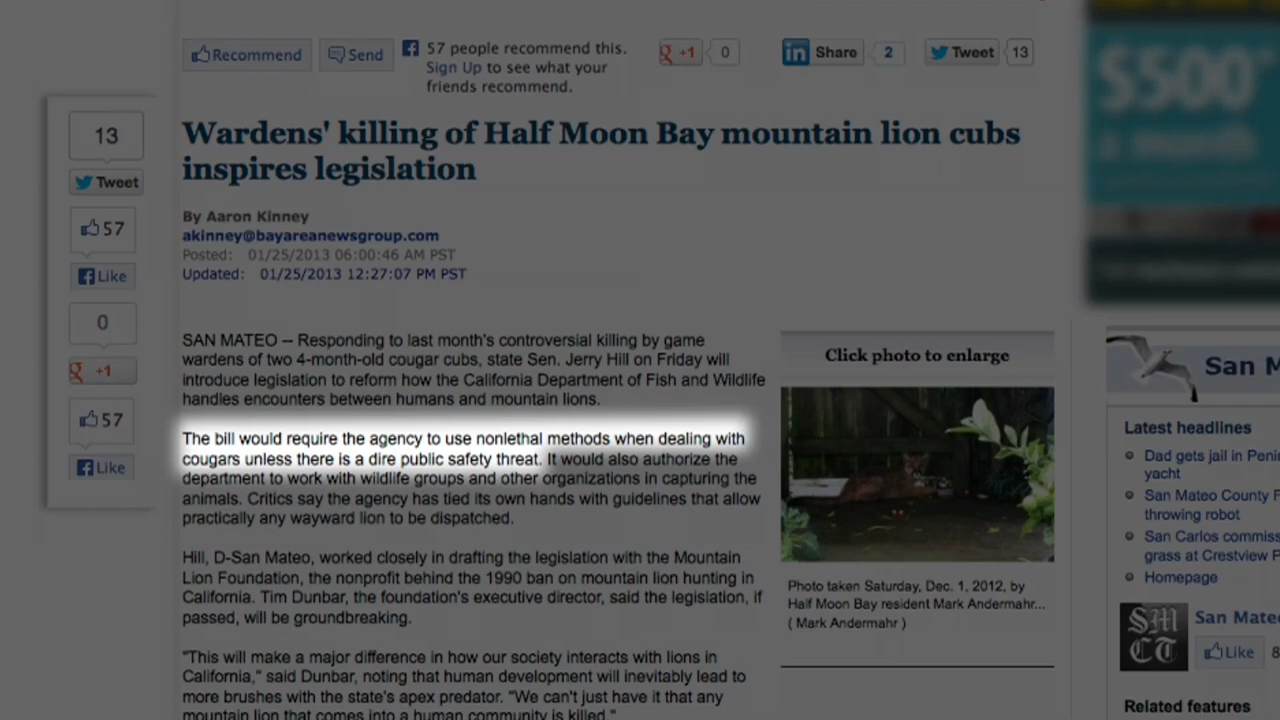 Recommend
Send
57 people recommend this.
Sign Up to see what your
friends recommend.
+1
0
in Share
2
Tweet
13
$500*
a month
13
Tweet
57
Like
0
+1
57
Like
Wardens' killing of Half Moon Bay mountain lion cubs
inspires legislation
By Aaron Kinney
akinney@bayareanewsgroup.com
Posted: 01/25/2013 06:00:46 AM PST
Updated: 01/25/2013 12:27:07 PM PST
SAN MATEO -- Responding to last month's controversial killing by game
wardens of two 4-month-old cougar cubs, state Sen. Jerry Hill on Friday will
introduce legislation to reform how the California Department of Fish and Wildlife
handles encounters between humans and mountain lions.
The bill would require the agency to use nonlethal methods when dealing with
cougars unless there is a dire public safety threat. It would also authorize the
department to work with wildlife groups and other organizations in capturing the
animals. Critics say the agency has tied its own hands with guidelines that allow
practically any wayward lion to be dispatched.
Hill, D-San Mateo, worked closely in drafting the legislation with the Mountain
Lion Foundation, the nonprofit behind the 1990 ban on mountain lion hunting in
California. Tim Dunbar, the foundation's executive director, said the legislation, if
passed, will be groundbreaking.
"This will make a major difference in how our society interacts with lions in
California," said Dunbar, noting that human development will inevitably lead to
more brushes with the state's apex predator. "We can't just have it that any
mountain lion that comes into a human community is killed."
Click photo to enlarge
Photo taken Saturday, Dec. 1, 2012, by
Half Moon Bay resident Mark Andermahr...
( Mark Andermahr )
San M
Latest headlines
Dad gets jail in Peni
yacht
San Mateo County F
throwing robot
San Carlos commiss
grass at Crestview P
Homepage
SM
CT
San Mateo
Like
8
Related features